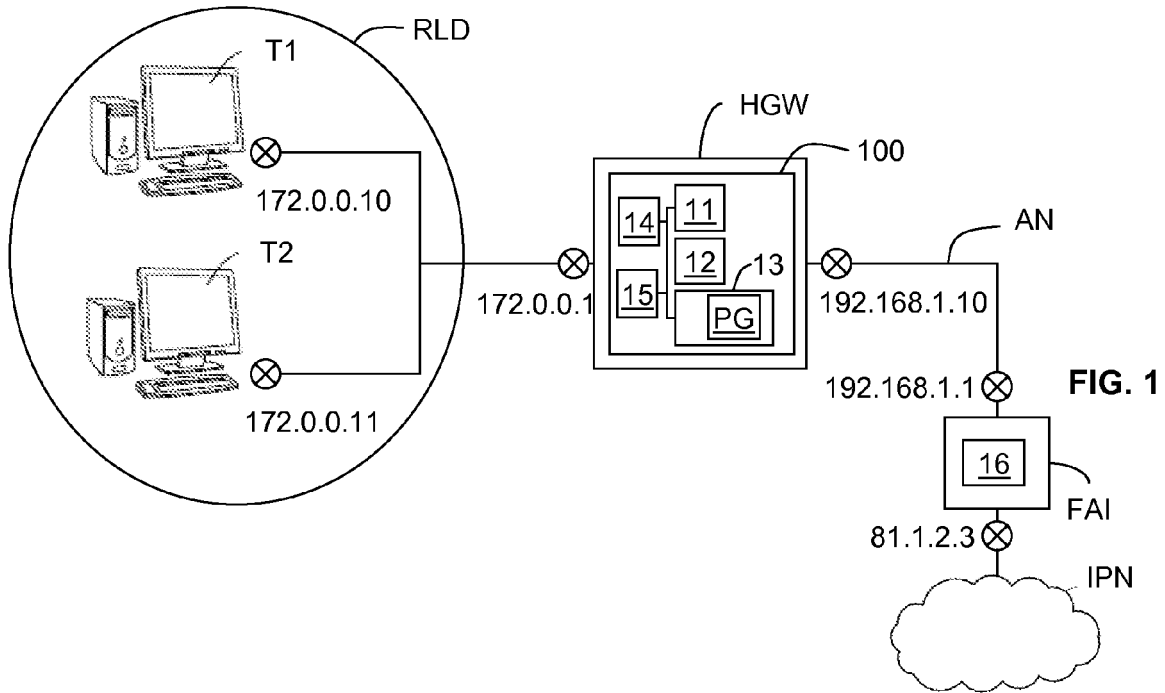 RLD
T1
172.0.0.10
T2
172.0.0.11
172.0.0.1
HGW
100
14
11
12
15
13
PG
192.168.1.10
AN
192.168.1.1
FIG. 1
16
FAI
81.1.2.3
IPN